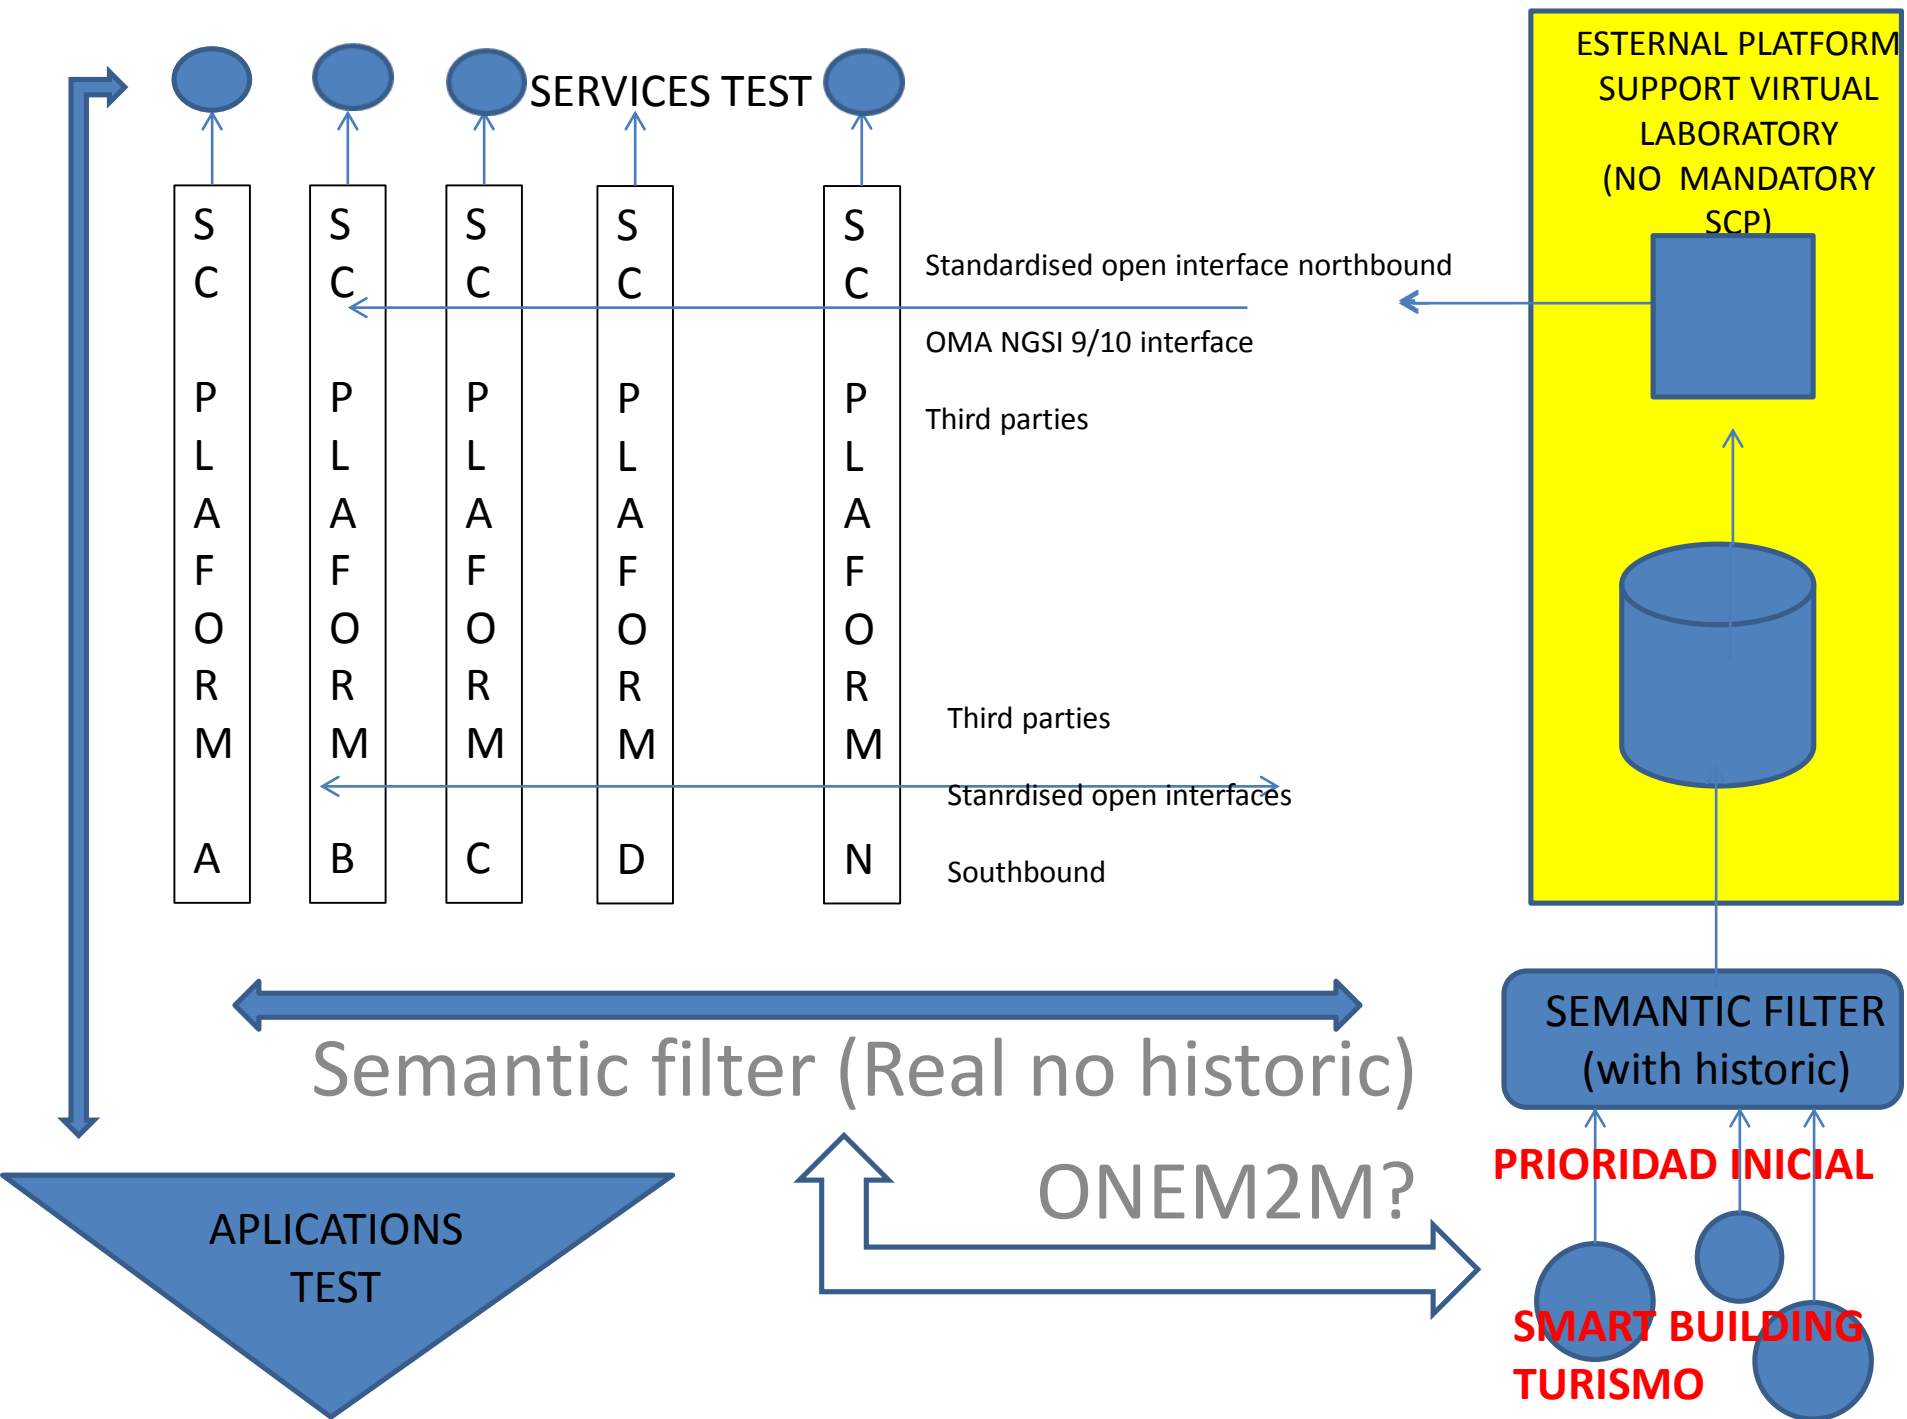 SERVICES TEST
ESTERNAL PLATFORM
SUPPORT VIRTUAL
LABORATORY
(NO MANDATORY
SCP)
S
C
P
L
A
F
O
R
M
A
S
C
P
L
A
F
O
R
M
B
S
C
P
L
A
F
O
R
M
C
S
C
P
L
A
F
O
R
M
D
S
C
P
L
A
F
O
R
M
N
Standardised open interface northbound
OMA NGSI 9/10 interface
Third parties
Third parties
Stanrdised open interfaces
Southbound
Semantic filter (Real no historic)
ONEM2M?
SEMANTIC FILTER
(with historic)
PRIORIDAD INICIAL
SMART BUILDING
TURISMO
APLICATIONS
TEST